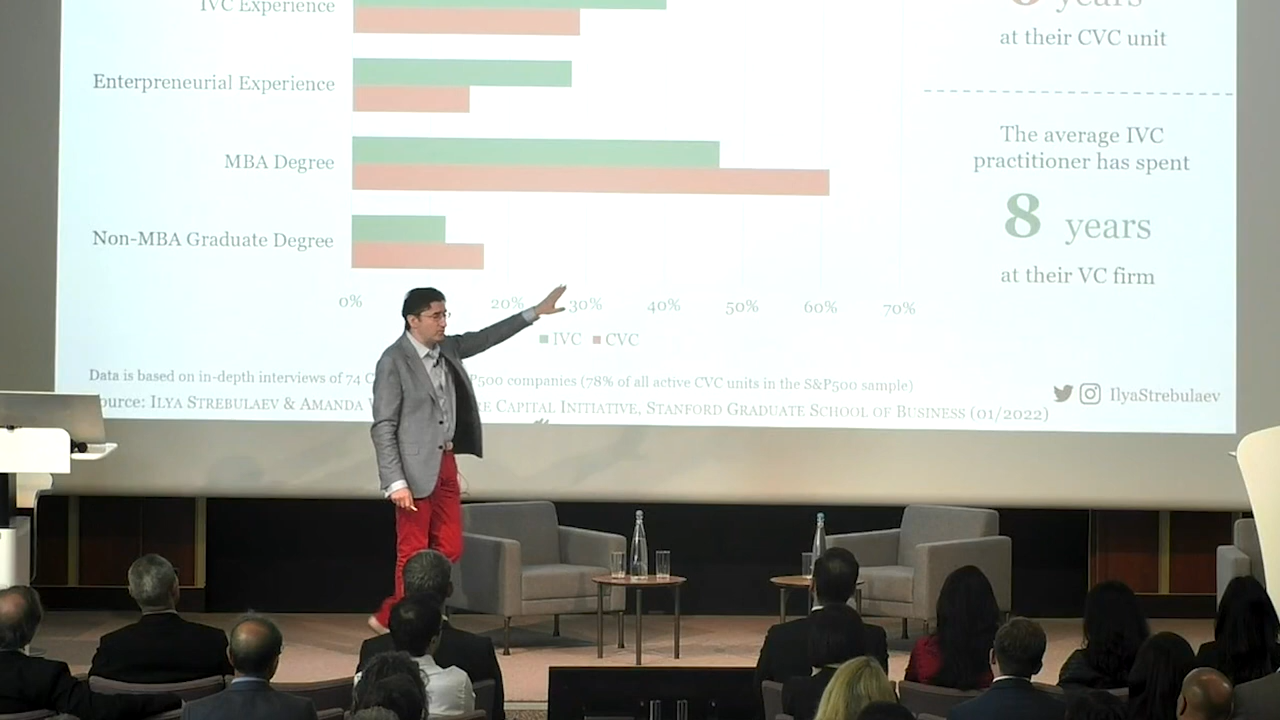 IVC Experience
years
at their CVC unit
Enterpreneurial Experience
The average IVC
practitioner has spent
MBA Degree
8 years
Non-MBA Graduate Degree
at their VC firm
0% 20% 30% 40% 50% 60% 70%
IVC CVC
Data is based on in-depth interviews of 74 P500 companies (78% of all active CVC units in the S&P500 sample)
IlyaStrebulaev
ource: ILYA STREBULAEV & AMANDA RE CAPITAL INITIATIVE, STANFORD GRADUATE SCHOOL OF BUSINESS (01/2022)